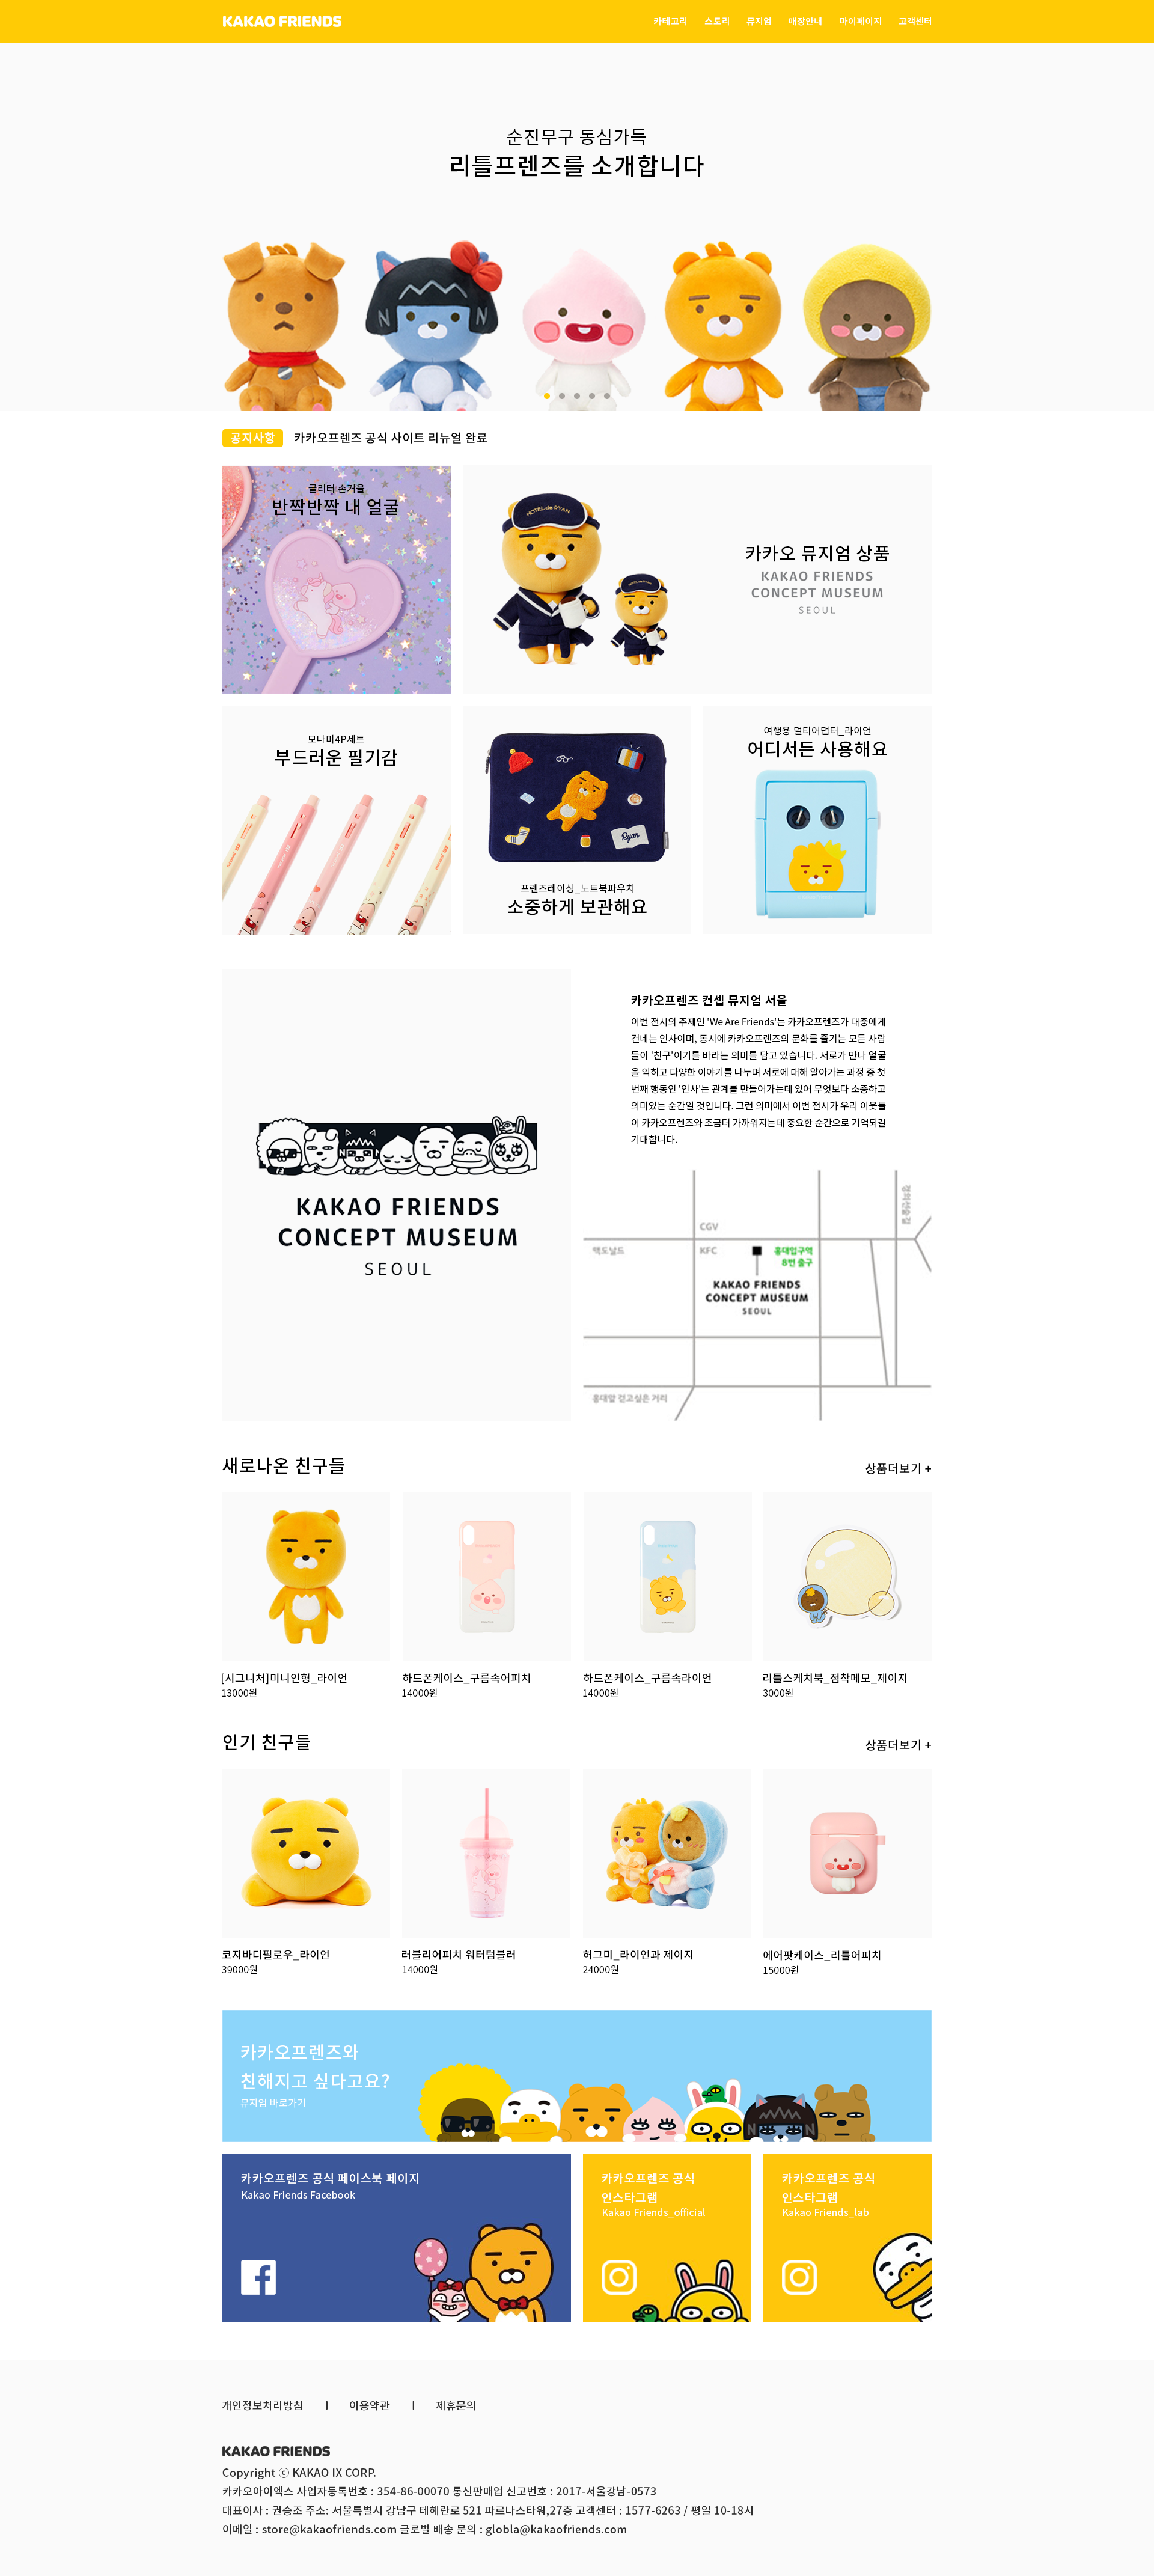 KAKAO FRIENDS
카테고리 스토리 뮤지엄 매장안내 마이페이지 고객센터
순진무구 동심가득
리틀프렌즈를 소개합니다
공지사항 카카오프렌즈 공식 사이트 리뉴얼 완료
글리터 손거울
반짝반짝 내 얼굴
HOTEL de RYAN
카카오 뮤지엄 상품
KAKAO FRIENDS
CONCEPT MUSEUM
SEOUL
모나미4P세트
부드러운 필기감
Ryan
프렌즈레이싱_노트북파우치
소중하게 보관해요
여행용 멀티어댑터_라이언
어디서든 사용해요
KAKAO FRIENDS
CONCEPT MUSEUM
SEOUL
카카오프렌즈 컨셉 뮤지엄 서울
이번 전시의 주제인 'We Are Friends'는 카카오프렌즈가 대중에게
건네는 인사이며, 동시에 카카오프렌즈의 문화를 즐기는 모든 사람
들이 '친구'이기를 바라는 의미를 담고 있습니다. 서로가 만나 얼굴
을 익히고 다양한 이야기를 나누며 서로에 대해 알아가는 과정 중 첫
번째 행동인 '인사'는 관계를 만들어가는데 있어 무엇보다 소중하고
의미있는 순간일 것입니다. 그런 의미에서 이번 전시가 우리 이웃들
이 카카오프렌즈와 조금더 가까워지는데 중요한 순간으로 기억되길
기대합니다.
경의선숲길
CGV
맥도날드
KFC
홍대입구역
8번 출구
KAKAO FRIENDS
CONCEPT MUSEUM
SEOUL
홍대앞 걷고싶은 거리
새로나온 친구들
상품더보기 +
[시그니처]미니인형_라이언
13000원
하드폰케이스_구름속어피치
14000원
하드폰케이스_구름속라이언
14000원
리틀스케치북_점착메모_제이지
3000원
인기 친구들
상품더보기 +
코지바디필로우_라이언
39000원
러블리어피치 워터텀블러
14000원
허그미_라이언과 제이지
24000원
에어팟케이스_리틀어피치
15000원
카카오프렌즈와
친해지고 싶다고요?
뮤지엄 바로가기
카카오프렌즈 공식 페이스북 페이지
Kakao Friends Facebook
카카오프렌즈 공식
인스타그램
Kakao Friends_official
카카오프렌즈 공식
인스타그램
Kakao Friends_lab
개인정보처리방침 l 이용약관 l 제휴문의
KAKAO FRIENDS
Copyright ⓒ KAKAO IX CORP.
카카오아이엑스 사업자등록번호 : 354-86-00070 통신판매업 신고번호 : 2017-서울강남-0573
대표이사 : 권승조 주소: 서울특별시 강남구 테헤란로 521 파르나스타워,27층 고객센터 : 1577-6263 / 평일 10-18시
이메일 : store@kakaofriends.com 글로벌 배송 문의 : globla@kakaofriends.com